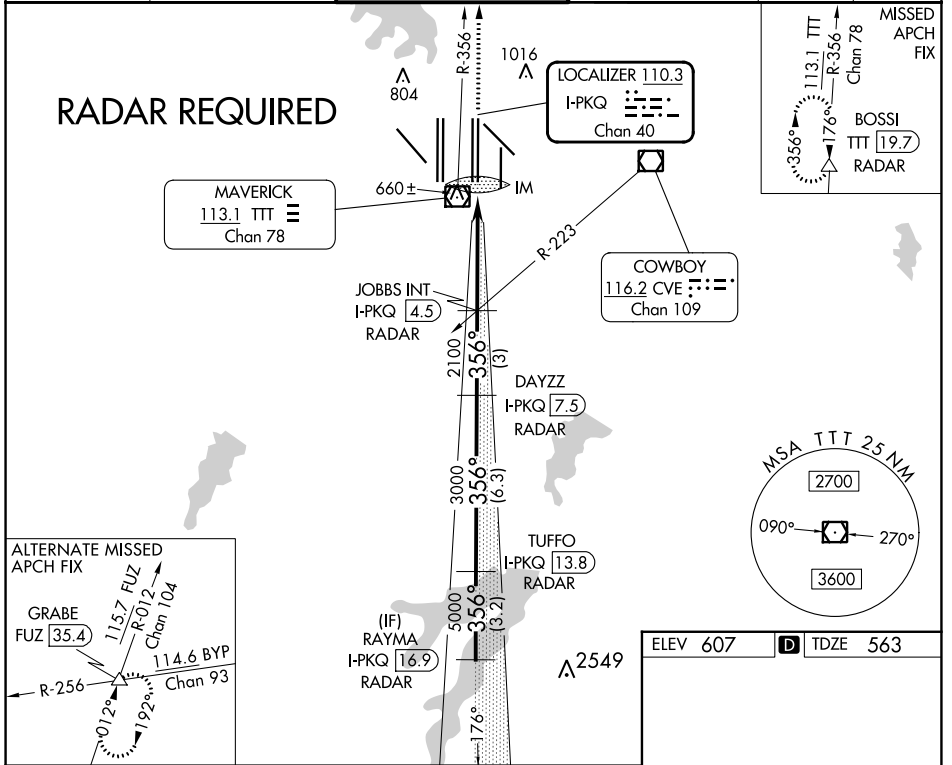 RADAR REQUIRED
R-356
804
1016
LOCALIZER 110.3
I-PKQ
Chan 40
MISSED
APCH
FIX
113.1 TTT
R-356
Chan 78
356°
176°
BOSSI
TTT 19.7
RADAR
MAVERICK
113.1 TTT
Chan 78
660 ±
IM
R-223
COWBOY
116.2 CVE
Chan 109
JOBBS INT
I-PKQ 4.5
RADAR
2100
356°
(3)
DAYZZ
I-PKQ 7.5
RADAR
3000
356°
(6.3)
MSA TTT 25 NM
2700
090°
270°
3600
TUFFO
I-PKQ 13.8
RADAR
5000
356°
(3.2)
(IF)
RAYMA
I-PKQ 16.9
RADAR
2549
176°
ALTERNATE MISSED
APCH FIX
115.7 FUZ
R-012
Chan 104
GRABE
FUZ 35.4
114.6 BYP
Chan 93
R-256
012°
192°
ELEV 607 D TDZE 563